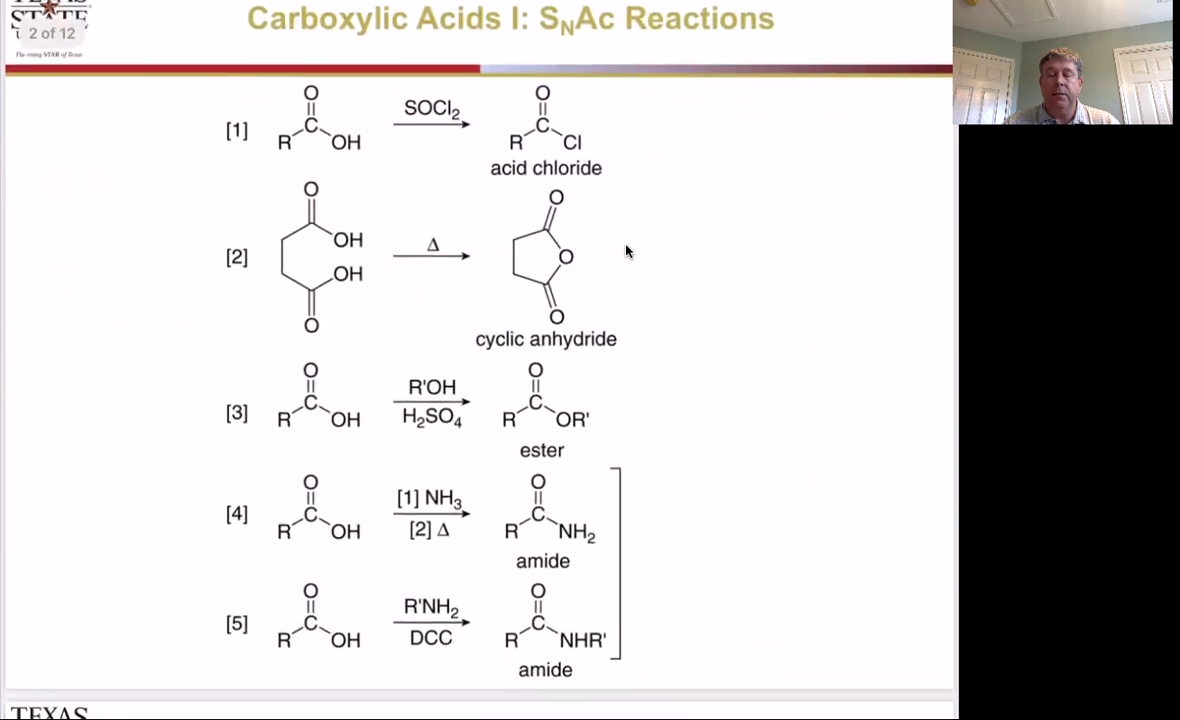 STATE
2 of 12
The rising STAR of Texas
Carboxylic Acids I: SNAc Reactions
[1] R C O OH SOCl2 R C O Cl
acid chloride
[2] O OH OH O Δ O O O
cyclic anhydride
[3] R C O OH R'OH H2SO4 R C O OR'
ester
[4] R C O OH [1] NH3 [2] Δ R C O NH2
amide
[5] R C O OH R'NH2 DCC R C O NHR'
amide
TEXAS